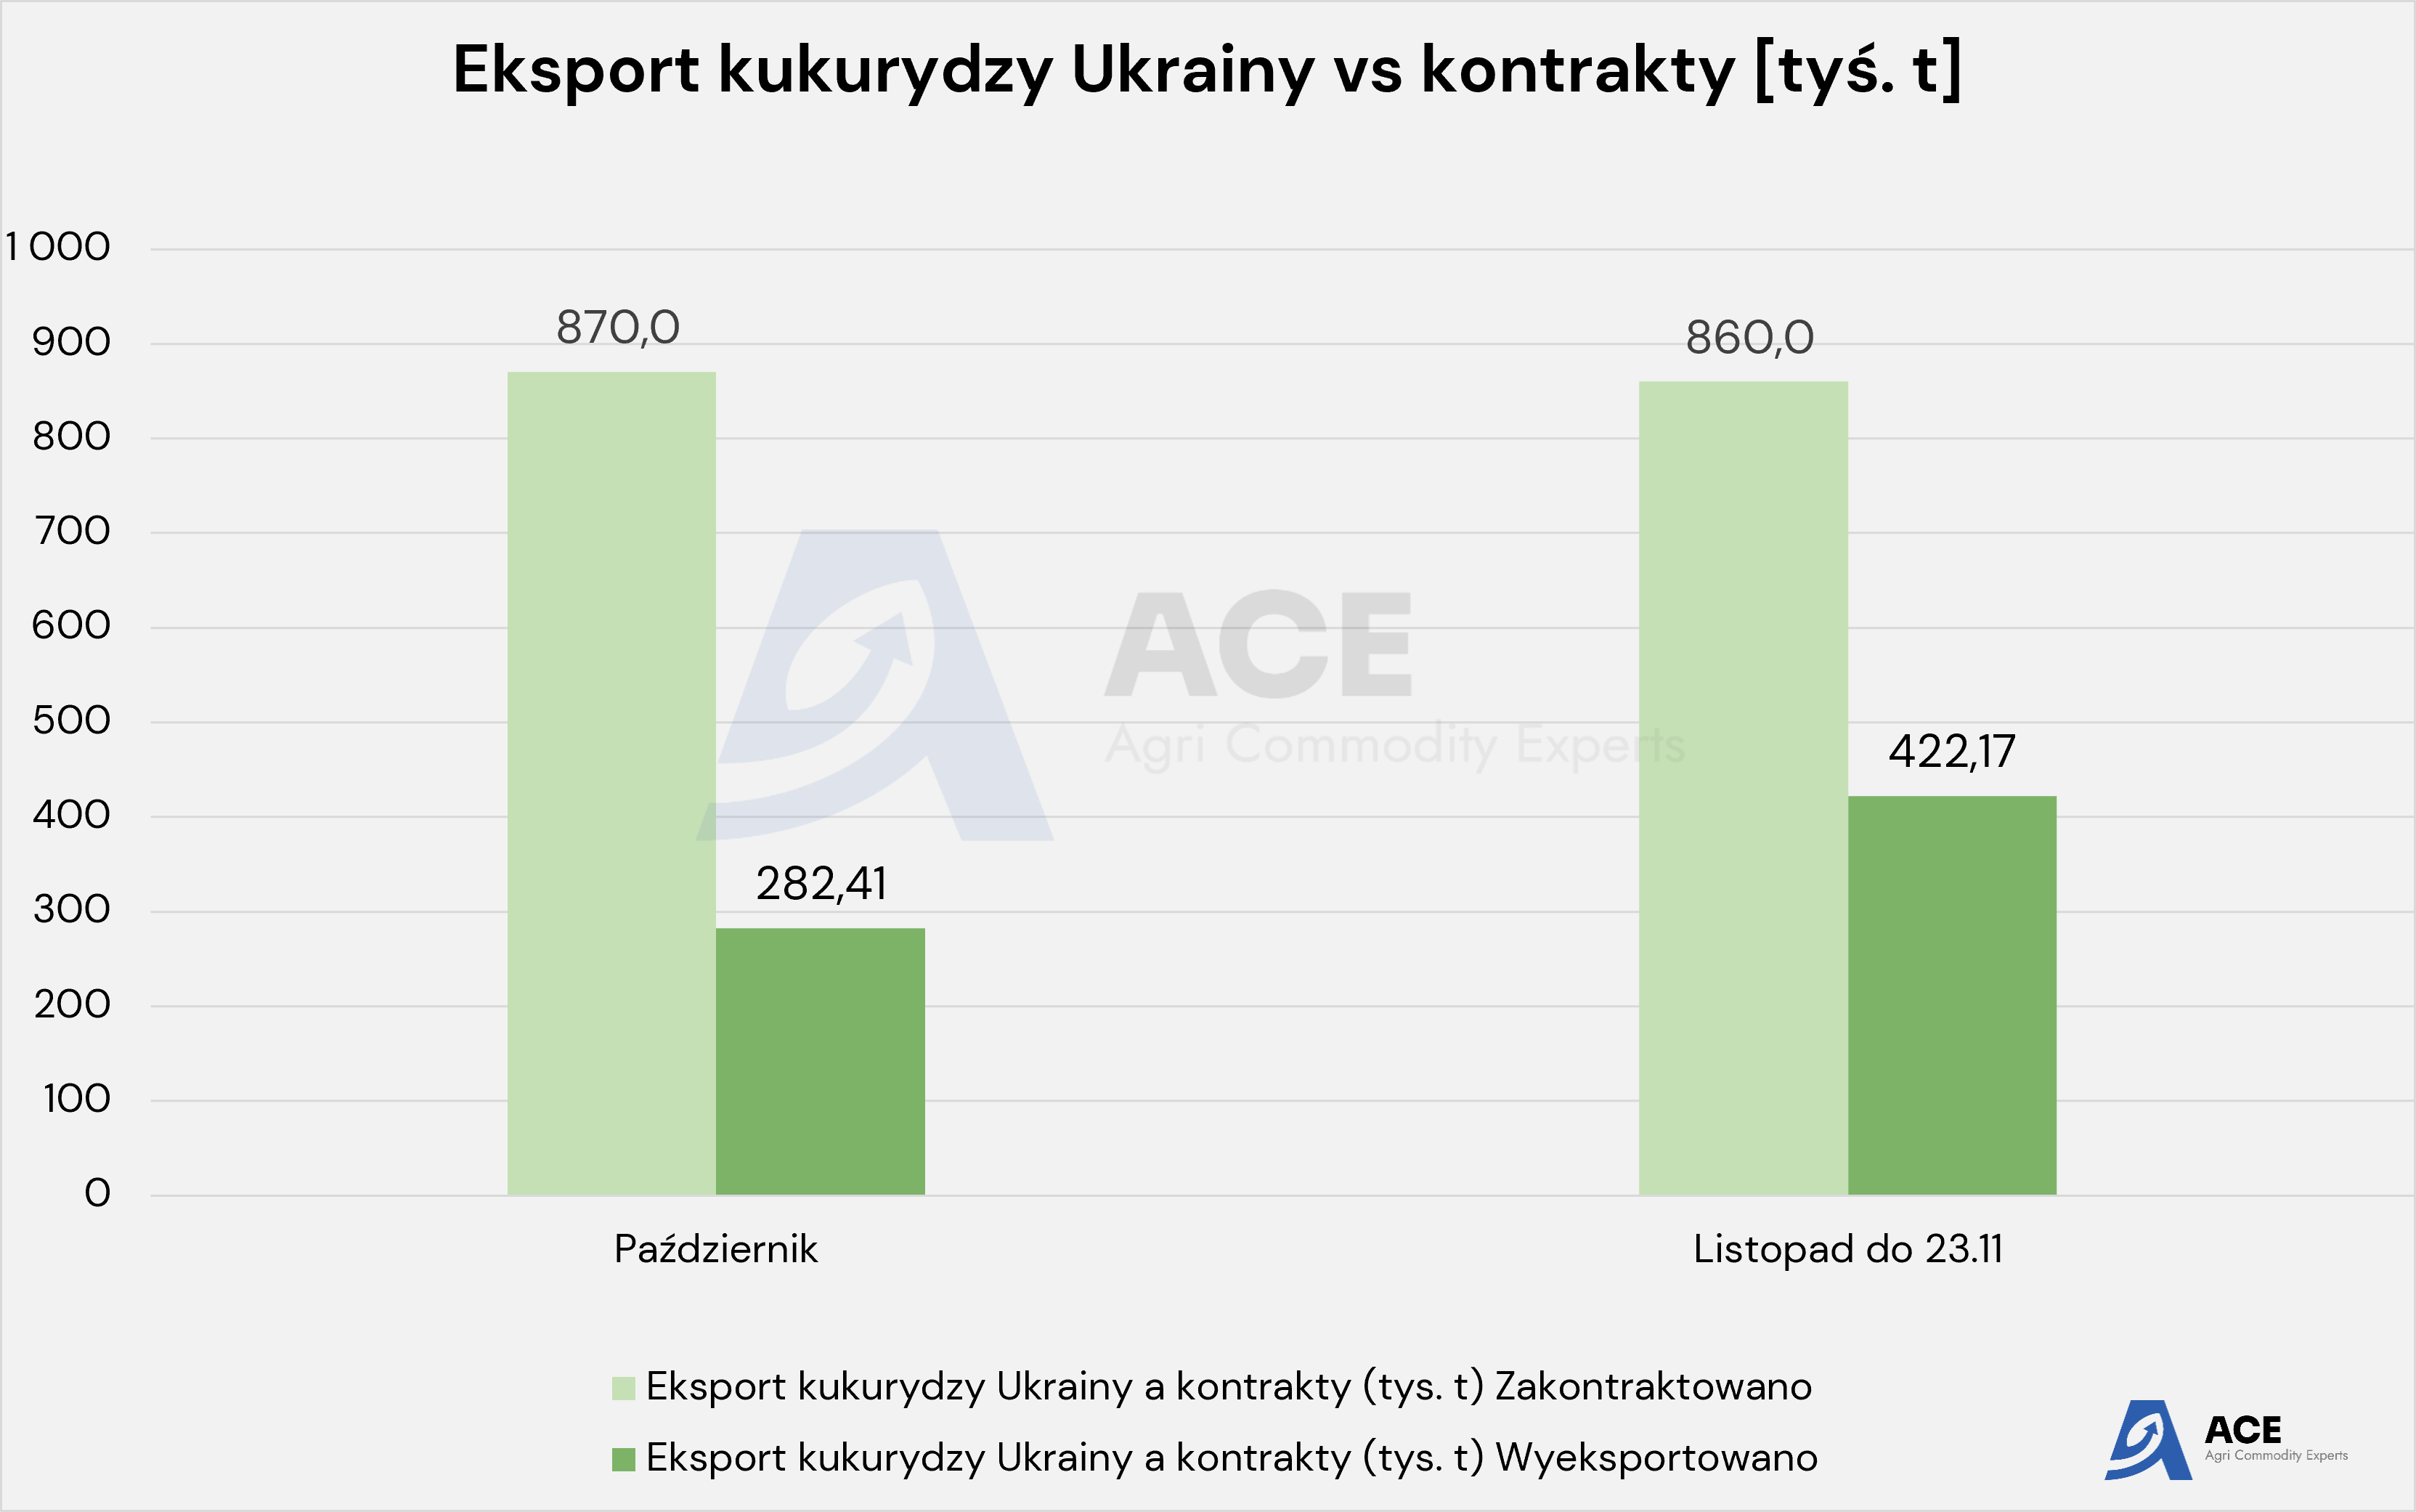 Eksport kukurydzy Ukrainy vs kontrakty [tyś. t]
1 000
900
800
700
600
500
400
300
200
100
0
870,0
282,41
860,0
422,17
ACE
Agri Commodity Experts
Październik
Listopad do 23.11
Eksport kukurydzy Ukrainy a kontrakty (tys. t) Zakontraktowano
Eksport kukurydzy Ukrainy a kontrakty (tys. t) Wyeksportowano
ACE
Agri Commodity Experts